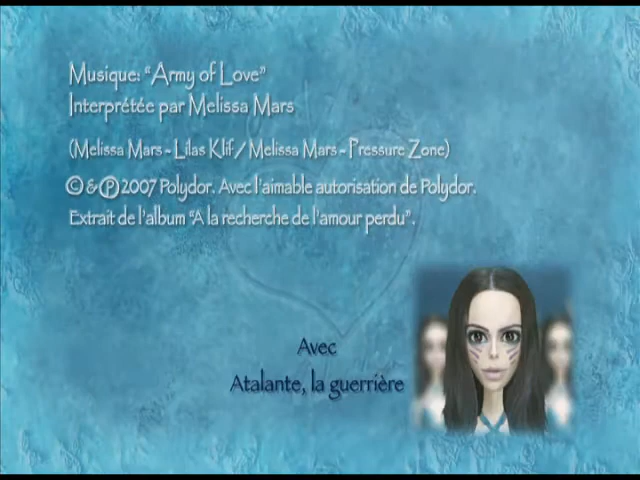 Musique: “Army of Love”
Interprétée par Melissa Mars
(Melissa Mars - Lilas Klif / Melissa Mars - Pressure Zone)
© & ℗ 2007 Polydor. Avec l'aimable autorisation de Polydor.
Extrait de l'album “A la recherche de l'amour perdu”.
Avec
Atalante, la guerrière